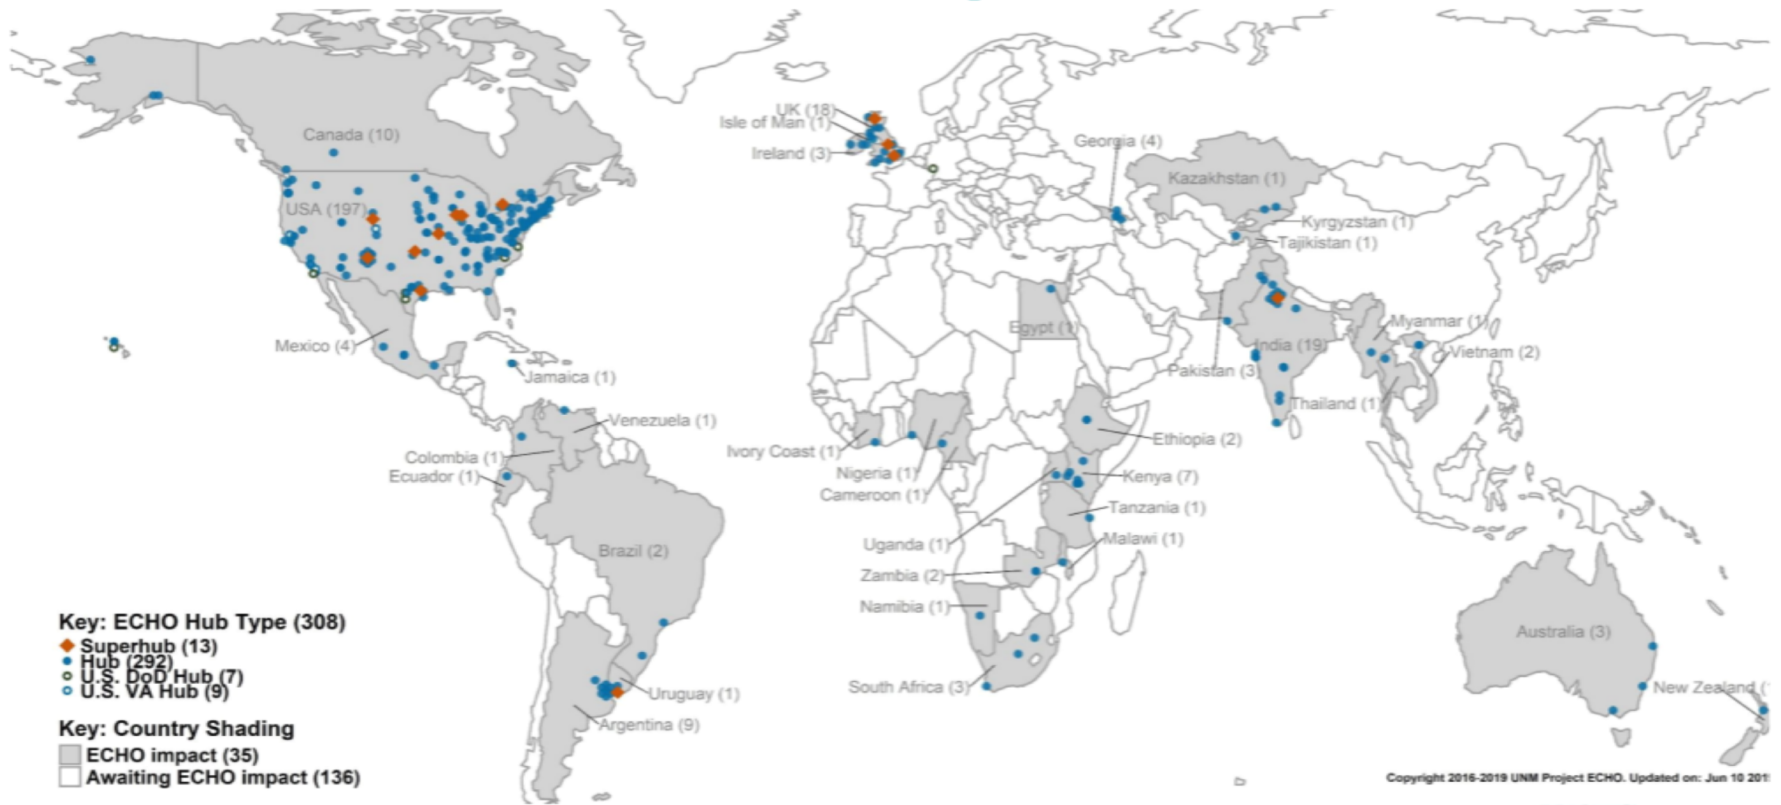 Canada (10)
USA (197)
Mexico (4)
Jamaica (1)
Venezuela (1)
Colombia (1)
Ecuador (1)
Brazil (2)
Uruguay (1)
Argentina (9)
UK (18)
Isle of Man (1)
Ireland (3)
Georgia (4)
Kazakhstan (1)
Kyrgyzstan (1)
Tajikistan (1)
Egypt (1)
Myanmar (1)
India (19)
Vietnam (2)
Pakistan (3)
Thailand (1)
Ivory Coast (1)
Ethiopia (2)
Nigeria (1)
Kenya (7)
Cameroon (1)
Tanzania (1)
Uganda (1)
Malawi (1)
Zambia (2)
Namibia (1)
South Africa (3)
Australia (3)
New Zealand (
Key: ECHO Hub Type (308)
Superhub (13)
Hub (292)
U.S. DoD Hub (7)
U.S. VA Hub (9)
Key: Country Shading
ECHO impact (35)
Awaiting ECHO impact (136)
Copyright 2016-2019 UNM Project ECHO. Updated on: Jun 10 201